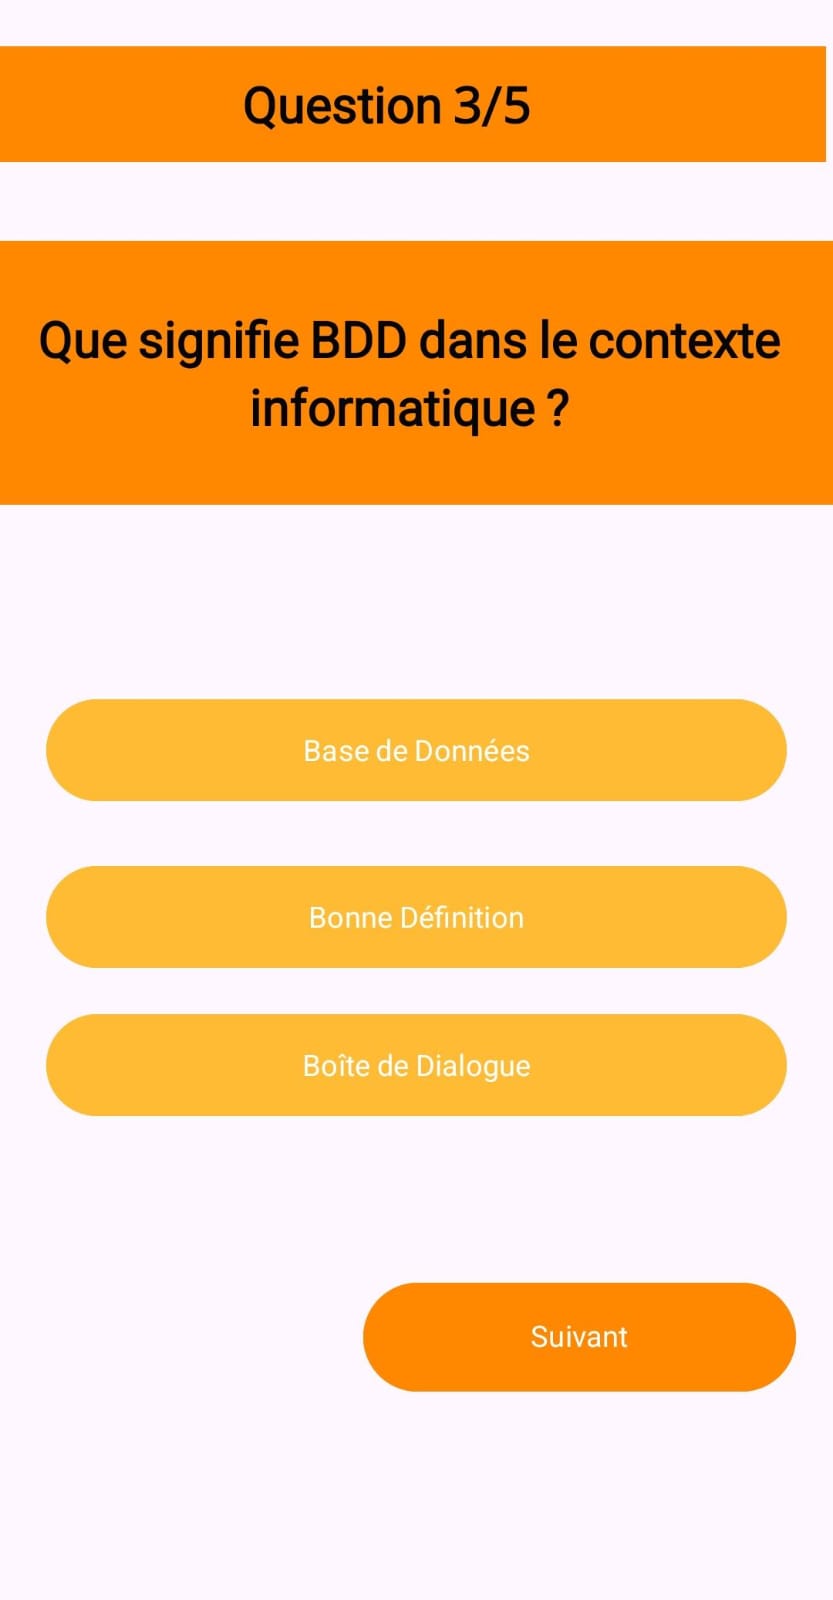 Question 3/5
Que signifie BDD dans le contexte
informatique ?
Base de Données
Bonne Définition
Boîte de Dialogue
Suivant